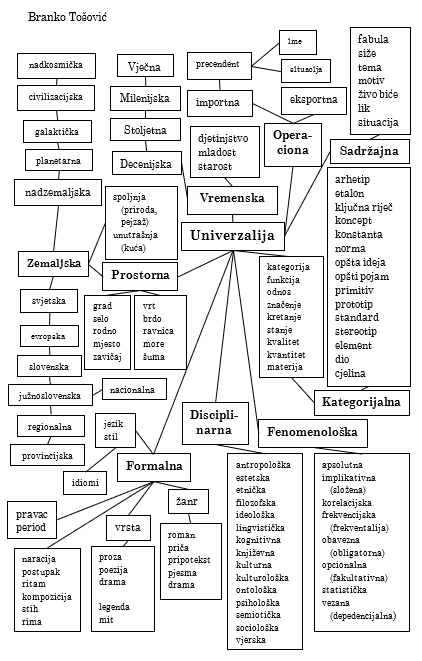 Branko Tošović
nadkosmička
civilizacijska
galaktička
planetarna
nadzemaljska
Zemaljska
svjetska
evropska
slovenska
južnoslovenska
nacionalna
regionalna
provincijska
Vječna
Milenijska
Stoljetna
Decenijska
spoljnja
(priroda,
pejzaž)
unutrašnja
(kuća)
Prostorna
grad
selo
rodno
mjesto
zavičaj
vrt
brdo
ravnica
more
šuma
precendent
ime
situacija
importna
eksportna
Opera-
ciona
djetinjstvo
mladost
starost
Vremenska
Univerzalija
fabula
siže
tema
motiv
živo biće
lik
situacija
Sadržajna
arhetip
etalon
ključna riječ
koncept
konstanta
norma
opšta ideja
opšti pojam
primitiv
prototip
standard
stereotip
element
dio
cjelina
kategorija
funkcija
odnos
značenje
kretanje
stanje
kvalitet
kvantitet
materija
Kategorijalna
Discipli-
narna
Fenomenološka
jezik
stil
idiomi
Formalna
pravac
period
vrsta
žanr
naracija
postupak
ritam
kompozicija
stih
rima
proza
poezija
drama
legenda
mit
roman
priča
pripotekst
pjesma
drama
antropološka
estetska
etnička
filozofska
ideološka
lingvistička
kognitivna
književna
kulturna
kulturološka
ontološka
psihološka
semiotička
sociološka
vjerska
apsolutna
implikativna
(složena)
korelacijska
frekvencijska
(frekventalija)
obavezna
(obligatorna)
opcionalna
(fakultativna)
statistička
vezana
(depedencijalna)